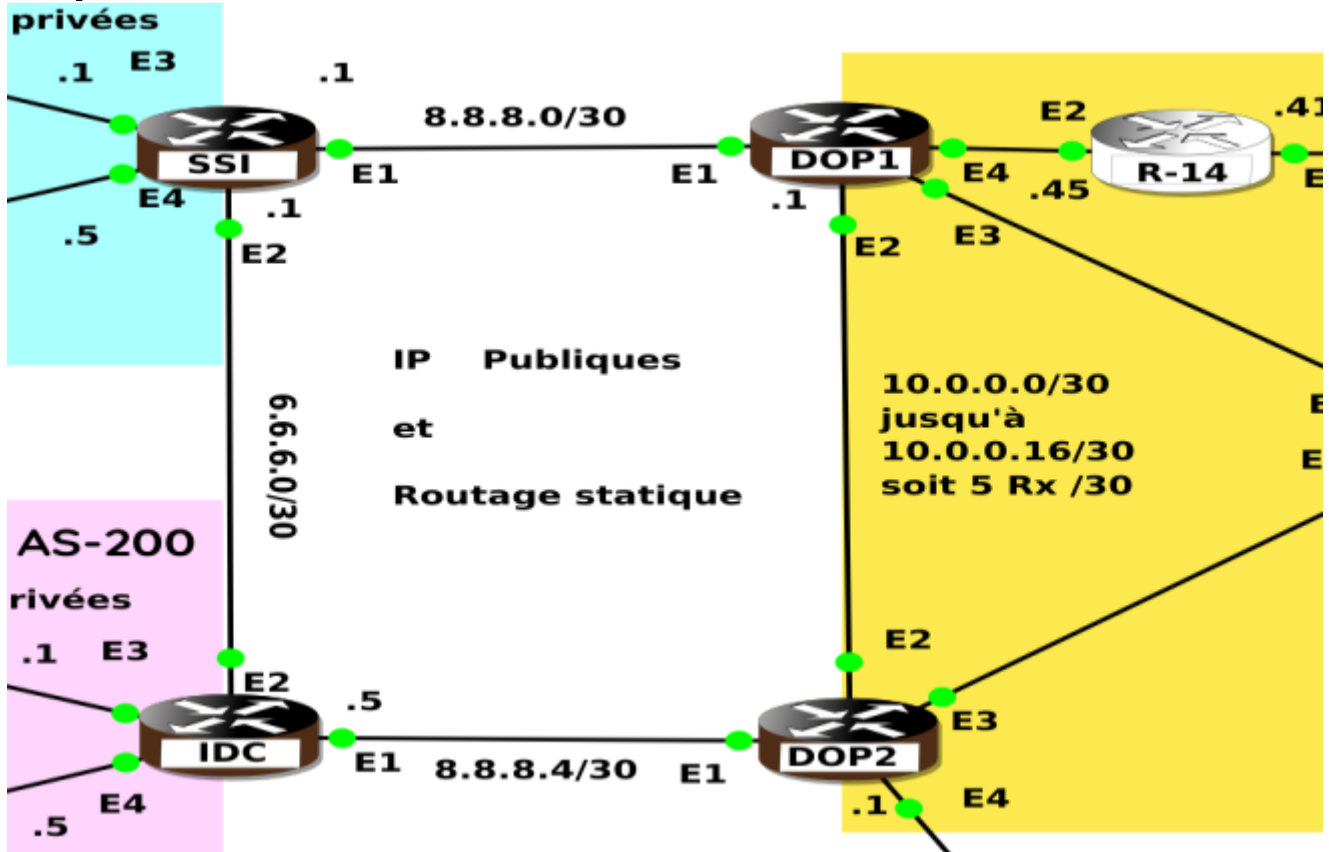 privées
.1
E3
.1
8.8.8.0/30
E2
.41
SSI
E1
E1
DOP1
E4
R-14
E4
.1
.1
.45
.5
E2
E2
E3
IP Publiques
et
Routage statique
6.6.6.0/30
10.0.0.0/30
jusqu'à
10.0.0.16/30
soit 5 Rx /30
AS-200
rivées
.1
E3
E2
.5
E2
IDC
E1
8.8.8.4/30
E1
DOP2
E3
E4
.5
.1
E4